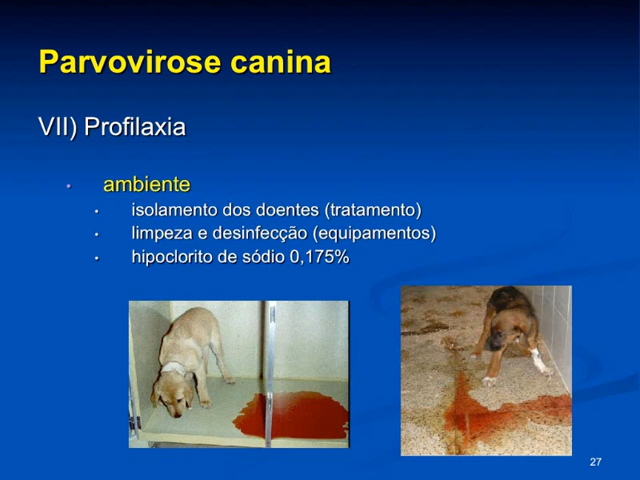 Parvovirose canina
VII) Profilaxia
• ambiente
• isolamento dos doentes (tratamento)
• limpeza e desinfecção (equipamentos)
• hipoclorito de sódio 0,175%
27